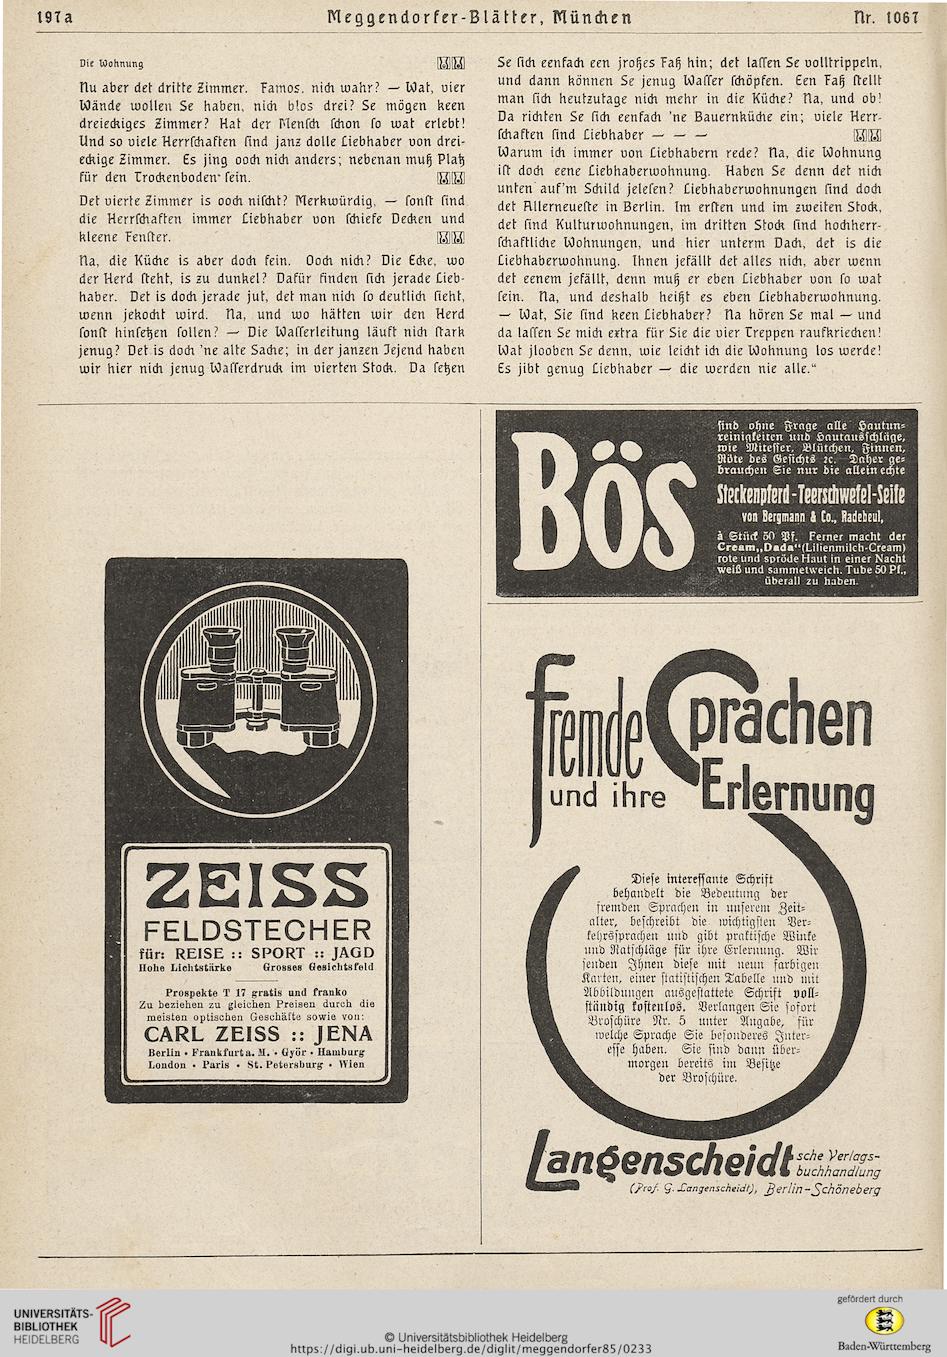 197a
Meggendorfer-Blätter, München
Nr. 1067
Die Wohnung
Nu aber det dritte Zimmer. Famos, nich wahr? — Wat, vier
Wände wollen Se haben, nich blos drei? Se mögen keen
dreieckiges Zimmer? Hat der Mensch schon so wat erlebt!
Und so viele Herrschaften sind janz dolle Liebhaber von drei-
eckige Zimmer. Es jing ooch nich anders; nebenan muß Platz
für den Trockenboden sein.
Det vierte Zimmer is ooch nischt? Merkwürdig, — sonst sind
die Herrschaften immer Liebhaber von schiefe Decken und
kleene Fenster.
Na, die Küche is aber doch fein. Ooch nich? Die Ecke, wo
der Herd steht, is zu dunkel? Dafür finden sich jerade Lieb-
haber. Det is doch jerade jut, det man nich so deutlich sieht,
wenn jekocht wird. Na, und wo hätten wir den Herd
sonst hinsetzen sollen? — Die Wasserleitung läuft nich stark
jenug? Det is doch 'ne alte Sache; in der janzen Jejend haben
wir hier nich jenug Wasserdruck im vierten Stock. Da setzen
Se sich eenfach een jroßes Faß hin; det lassen Se volltrippeln,
und dann können Se jenug Wasser schöpfen. Een Faß stellt
man sich heutzutage nich mehr in die Küche? Na, und ob!
Da richten Se sich eenfach 'ne Bauernküche ein; viele Herr-
schaften sind Liebhaber — — —
Warum ich immer von Liebhabern rede? Na, die Wohnung
ist doch eene Liebhaberwohnung. Haben Se denn det nich
unten auf'm Schild jelesen? Liebhaberwohnungen sind doch
det Allerneueste in Berlin. Im ersten und im zweiten Stock,
det sind Kulturwohnungen, im dritten Stock sind hochherr-
schaftliche Wohnungen, und hier unterm Dach, det is die
Liebhaberwohnung. Ihnen jefällt det alles nich, aber wenn
det eenem jefällt, denn muß er eben Liebhaber von so wat
sein. Na, und deshalb heißt es eben Liebhaberwohnung.
— Wat, Sie sind keen Liebhaber? Na hören Se mal — und
da lassen Se mich extra für Sie die vier Treppen raufkriechen!
Wat jlooben Se denn, wie leicht ich die Wohnung los werde!
Es jibt genug Liebhaber — die werden nie alle."
Bös
sind ohne Frage alle Hautun-
reinigkeiten und Hautausschläge,
wie Mitesser, Blütchen, Finnen,
Röte des Gesichts ꝛc. Daher ge-
brauchen Sie nur die allein echte
Steckenpferd-Teerschwefel-Seife
von Bergmann & Co., Radebeul,
à Stück 50 Pf. Ferner macht der
Cream „Dada" (Lilienmilch-Cream)
rote und spröde Haut in einer Nacht
weiß und sammetweich. Tube 50 Pf.,
überall zu haben.
ZEISS
FELDSTECHER
für: REISE :: SPORT :: JAGD
Hohe Lichtstärke Grosses Gesichtsfeld
Prospekte T 17 gratis und franko
Zu beziehen zu gleichen Preisen durch die
meisten optischen Geschäfte sowie von:
CARL ZEISS :: JENA
Berlin • Frankfurt a. M. • Györ • Hamburg
London • Paris • St. Petersburg • Wien
Fremde Sprachen
und ihre Erlernung
Diese interessante Schrift
behandelt die Bedeutung der
fremden Sprachen in unserem Zeit-
alter, beschreibt die wichtigsten Ver-
kehrssprachen und gibt praktische Winke
und Ratschläge für ihre Erlernung. Wir
senden Ihnen diese mit neun farbigen
Karten, einer statistischen Tabelle und mit
Abbildungen ausgestattete Schrift voll-
ständig kostenlos. Verlangen Sie sofort
Broschüre Nr. 5 unter Angabe, für
welche Sprache Sie besonderes Inter-
esse haben. Sie sind dann über-
morgen bereits im Besitze
der Broschüre.
Langenscheidtsche Verlags-
buchhandlung
(Prof. G. Langenscheidt), Berlin-Schöneberg
UNIVERSITÄTS-
BIBLIOTHEK
HEIDELBERG
© Universitätsbibliothek Heidelberg
https://digi.ub.uni-heidelberg.de/diglit/meggendorfer85/0233
gefördert durch
Baden-Württemberg